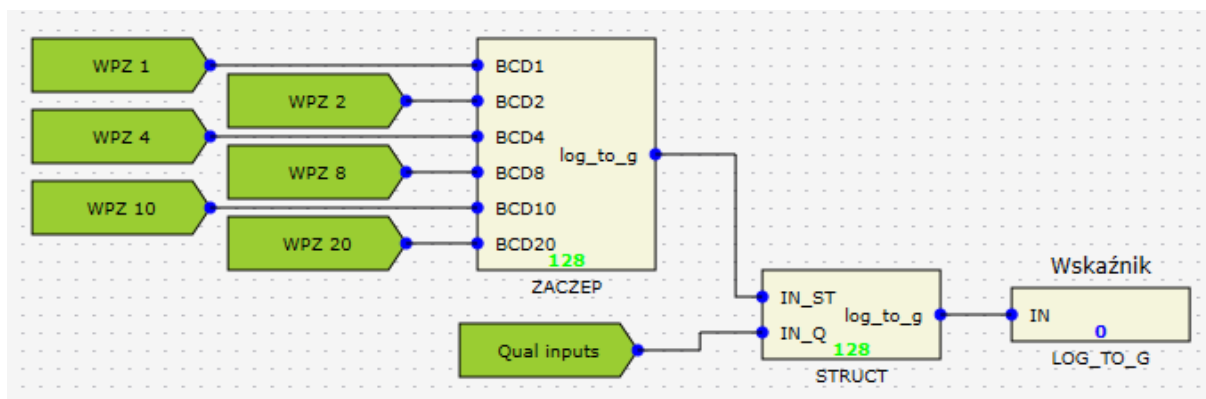 WPZ 1
BCD1
WPZ 2
BCD2
WPZ 4
BCD4
log_to_g
WPZ 8
BCD8
WPZ 10
BCD10
WPZ 20
BCD20
128
ZACZEP
Wskaźnik
IN_ST
log_to_g
IN
IN_Q
0
Qual inputs
128
LOG_TO_G
STRUCT